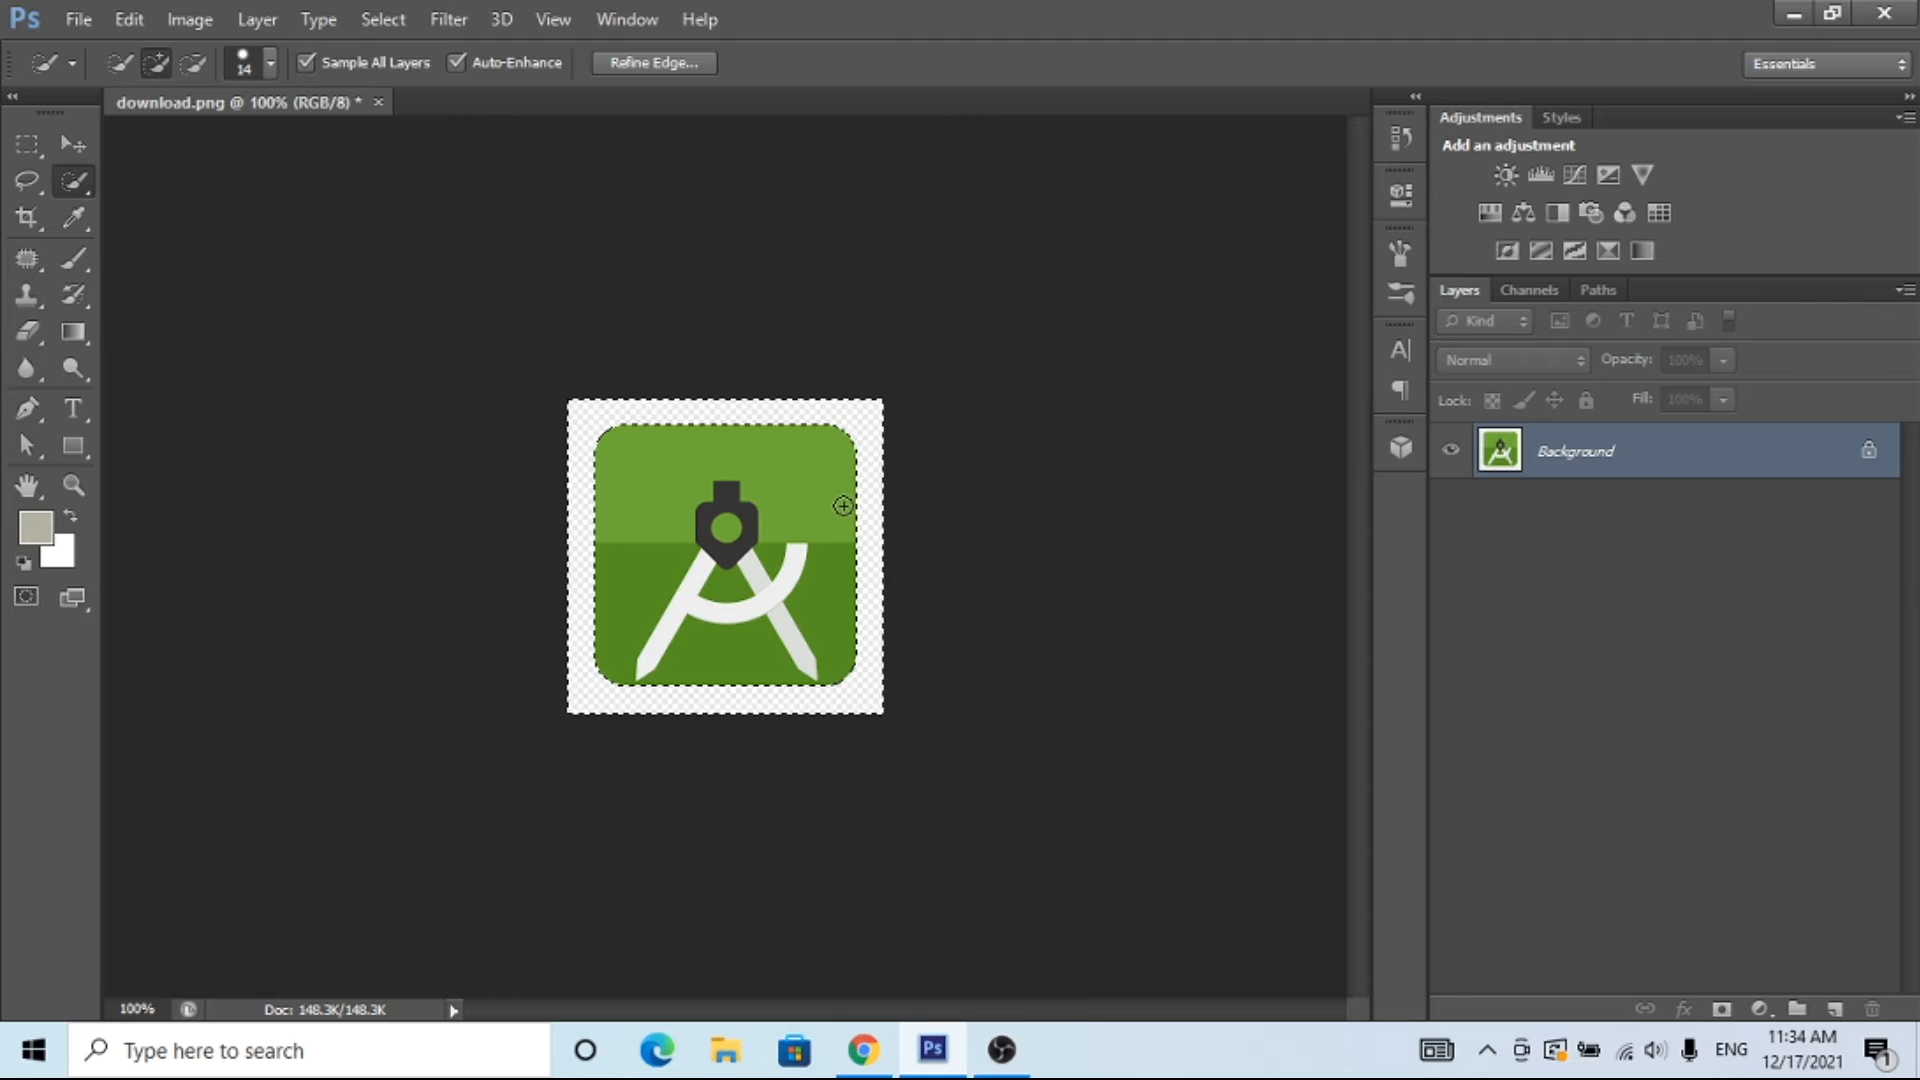 Ps File Edit Image Layer Type Select Filter 3D View Window Help
14 Sample All Layers Auto-Enhance Refine Edge... Essentials
download.png @ 100% (RGB/8) * ×
Adjustments Styles
Add an adjustment
Layers Channels Paths
Kind
Normal Opacity: 100%
Lock: Fill: 100%
Background
100% Doc: 148.3K/148.3K
Type here to search
Ps
ENG
11:34 AM
12/17/2021
1